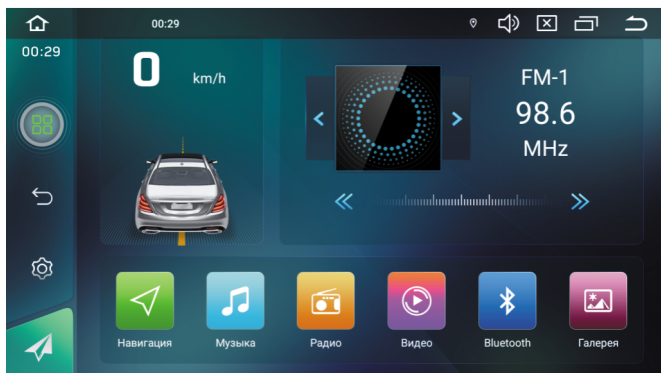 00:29
00:29
0 km/h
FM-1
98.6
MHz
Навигация
Музыка
Радио
Видео
Bluetooth
Галерея